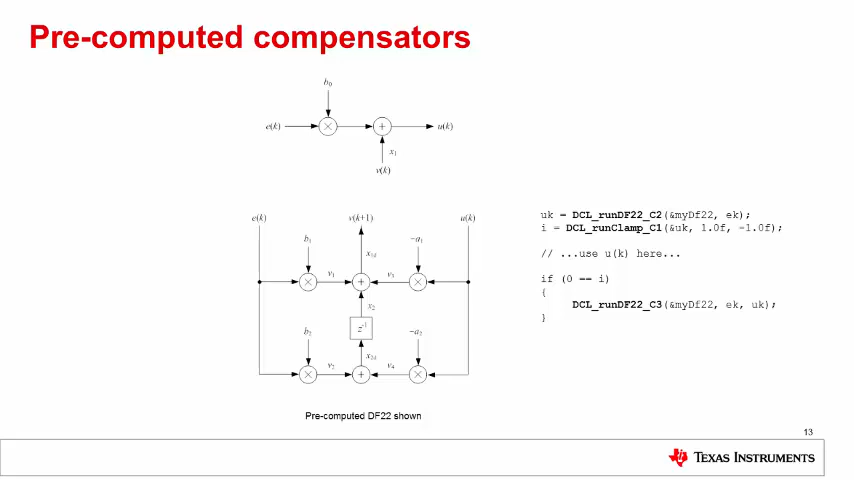 Pre-computed compensators
b0
e(k)
u(k)
x1
v(k)
e(k)
v(k+1)
u(k)
b1
−a1
x1d
v1
v3
x2
z-1
b2
−a2
x2d
v2
v4
Pre-computed DF22 shown
uk = DCL_runDF22_C2(&myDf22, ek);
i = DCL_runClamp_C1(&uk, 1.0f, -1.0f);
// ...use u(k) here...
if (0 == i)
{
DCL_runDF22_C3(&myDf22, ek, uk);
}
13
TEXAS INSTRUMENTS